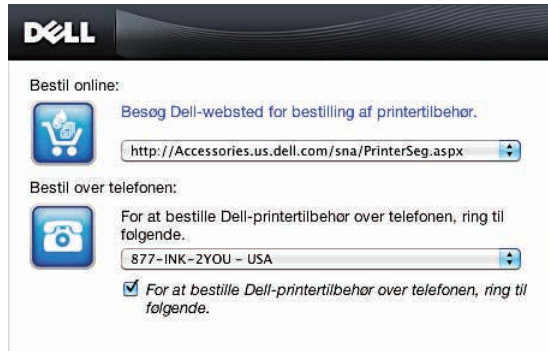 DELL
Bestil online:
Besøg Dell-websted for bestilling af printertilbehør.
http://Accessories.us.dell.com/sna/PrinterSeg.aspx
Bestil over telefonen:
For at bestille Dell-printertilbehør over telefonen, ring til
følgende.
877-INK-2YOU - USA
For at bestille Dell-printertilbehør over telefonen, ring til
følgende.